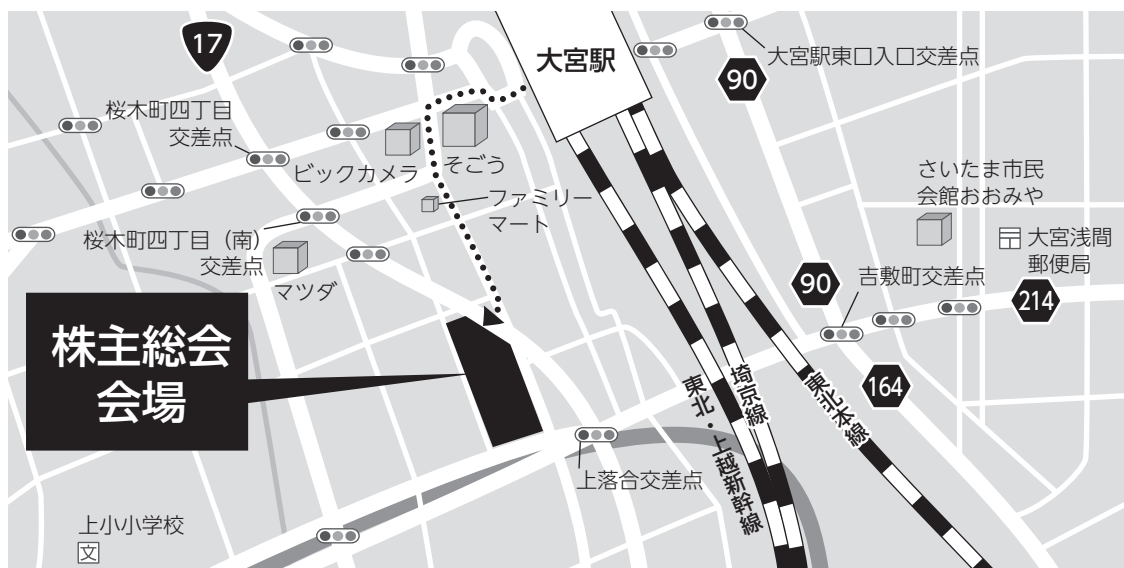 17
大宮駅
大宮駅東口入口交差点
90
桜木町四丁目
交差点
ビックカメラ
そごう
ファミリー
マート
さいたま市民
会館おおみや
大宮浅間
郵便局
桜木町四丁目（南）
交差点
マツダ
90
吉敷町交差点
214
株主総会
会場
164
東北・上越新幹線
埼京線
東北本線
上落合交差点
上小小学校
文